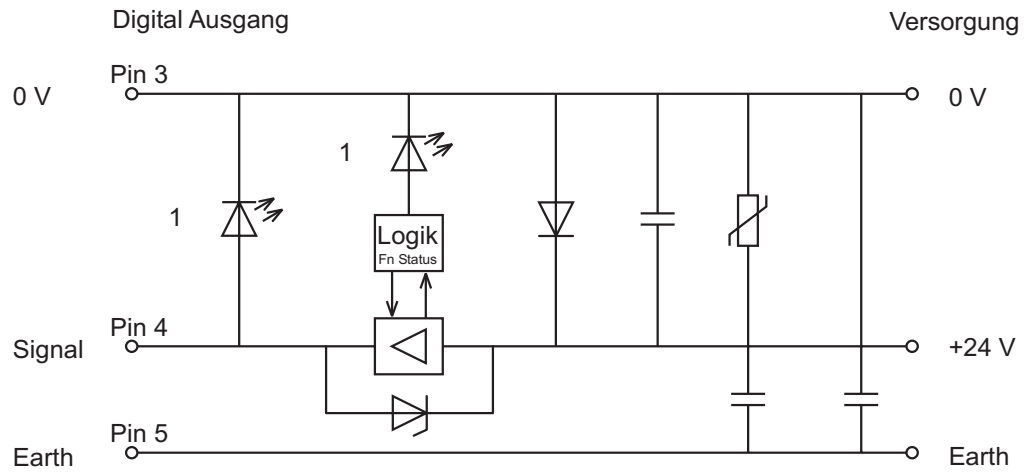 Digital Ausgang
Versorgung
Pin 3
0 V
0 V
1
1
Logik
Fn Status
Pin 4
Signal
+24 V
Pin 5
Earth
Earth